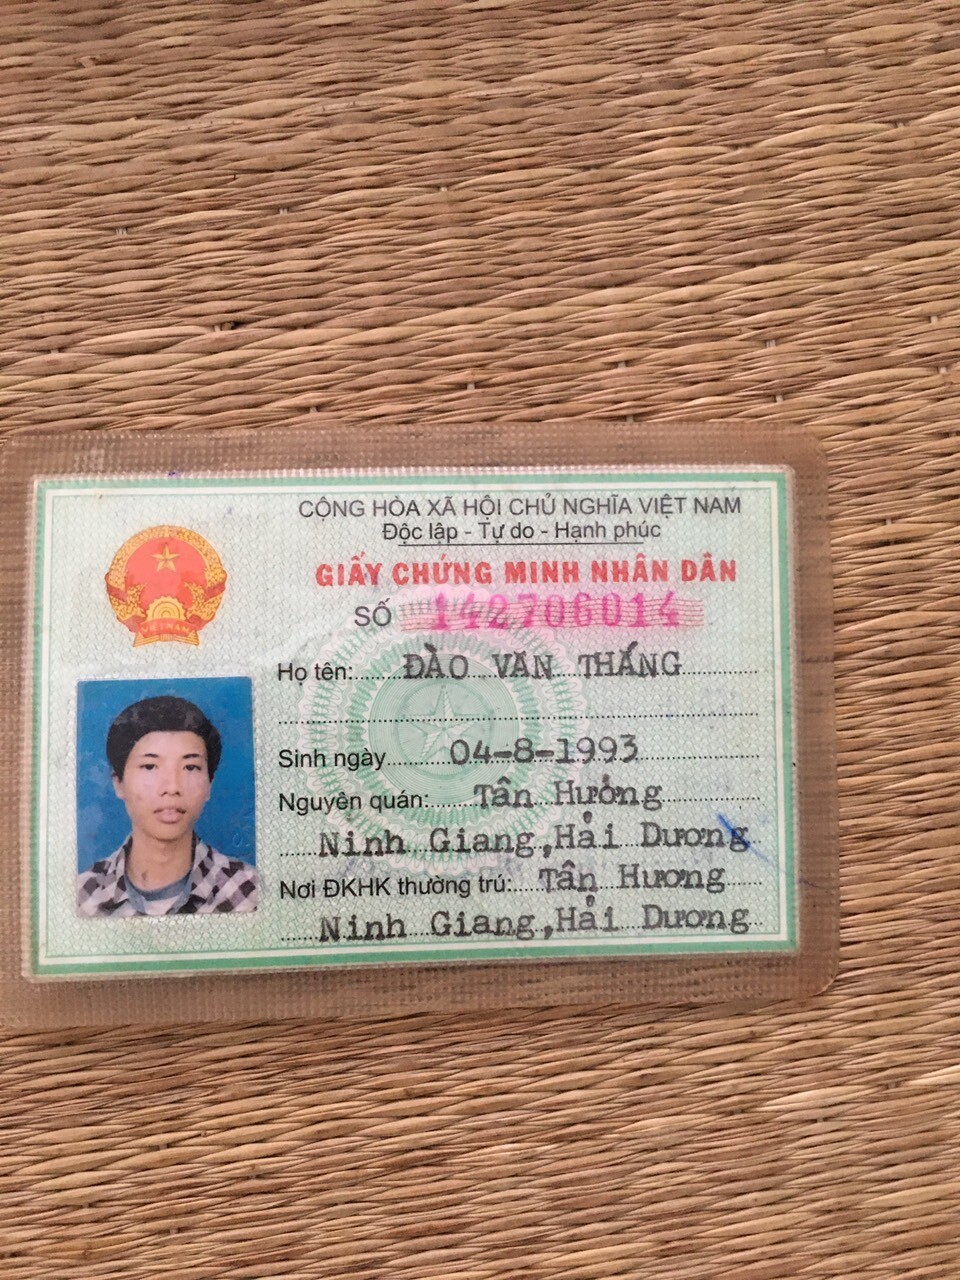 CỘNG HÒA XÃ HỘI CHỦ NGHĨA VIỆT NAM
Độc lập - Tự do - Hạnh phúc
GIẤY CHỨNG MINH NHÂN DÂN
SỐ 142706014
VIETNAM
Họ tên: ĐÀO VĂN THẮNG
Sinh ngày 04-8-1993
Nguyên quán: Tân Hương
Ninh Giang,Hải Dương
Nơi ĐKHK thường trú: Tân Hương
Ninh Giang,Hải Dương